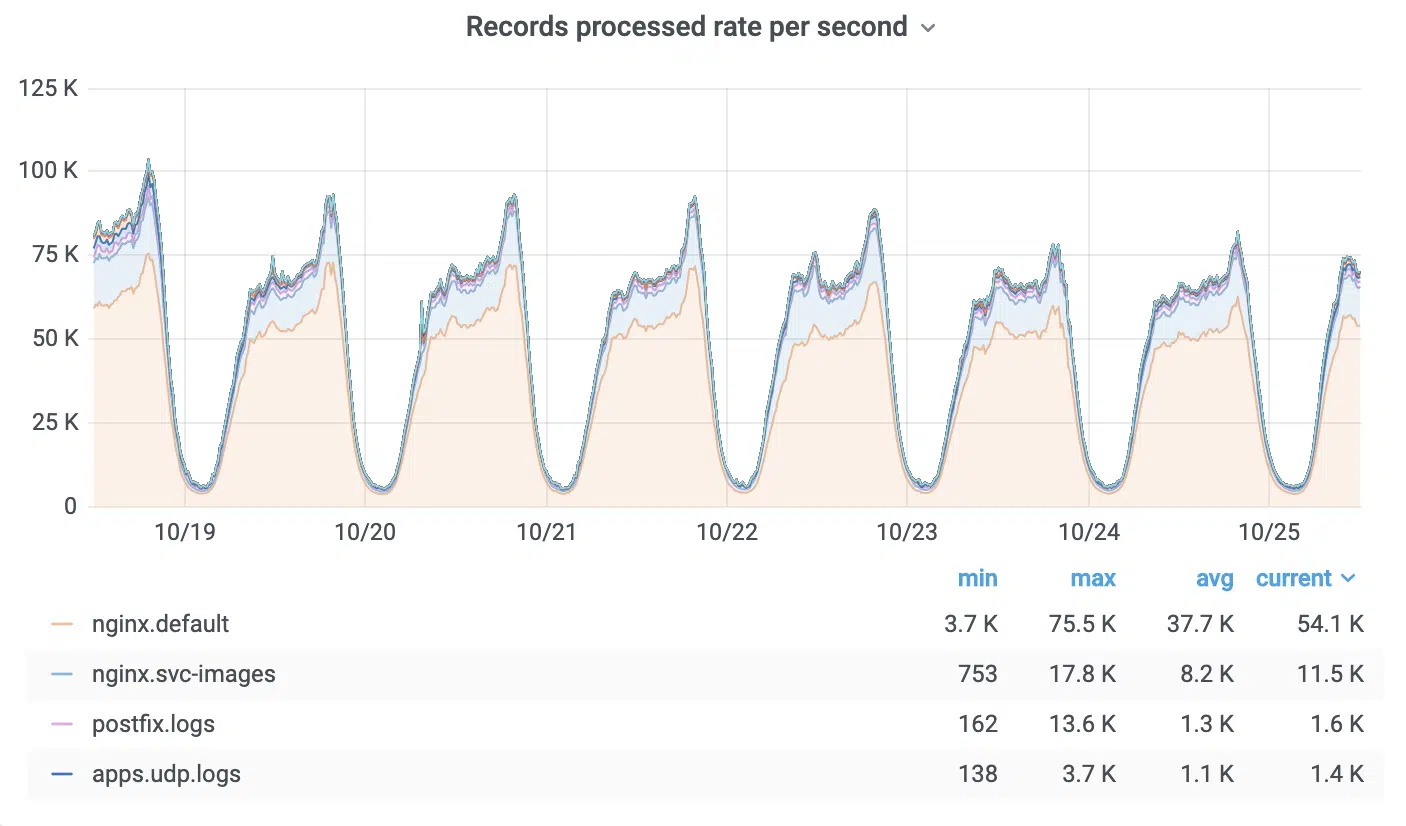 Records processed rate per second
125 K
100 K
75 K
50 K
25 K
0
10/19 10/20 10/21 10/22 10/23 10/24 10/25
min max avg current
nginx.default 3.7 K 75.5 K 37.7 K 54.1 K
nginx.svc-images 753 17.8 K 8.2 K 11.5 K
postfix.logs 162 13.6 K 1.3 K 1.6 K
apps.udp.logs 138 3.7 K 1.1 K 1.4 K